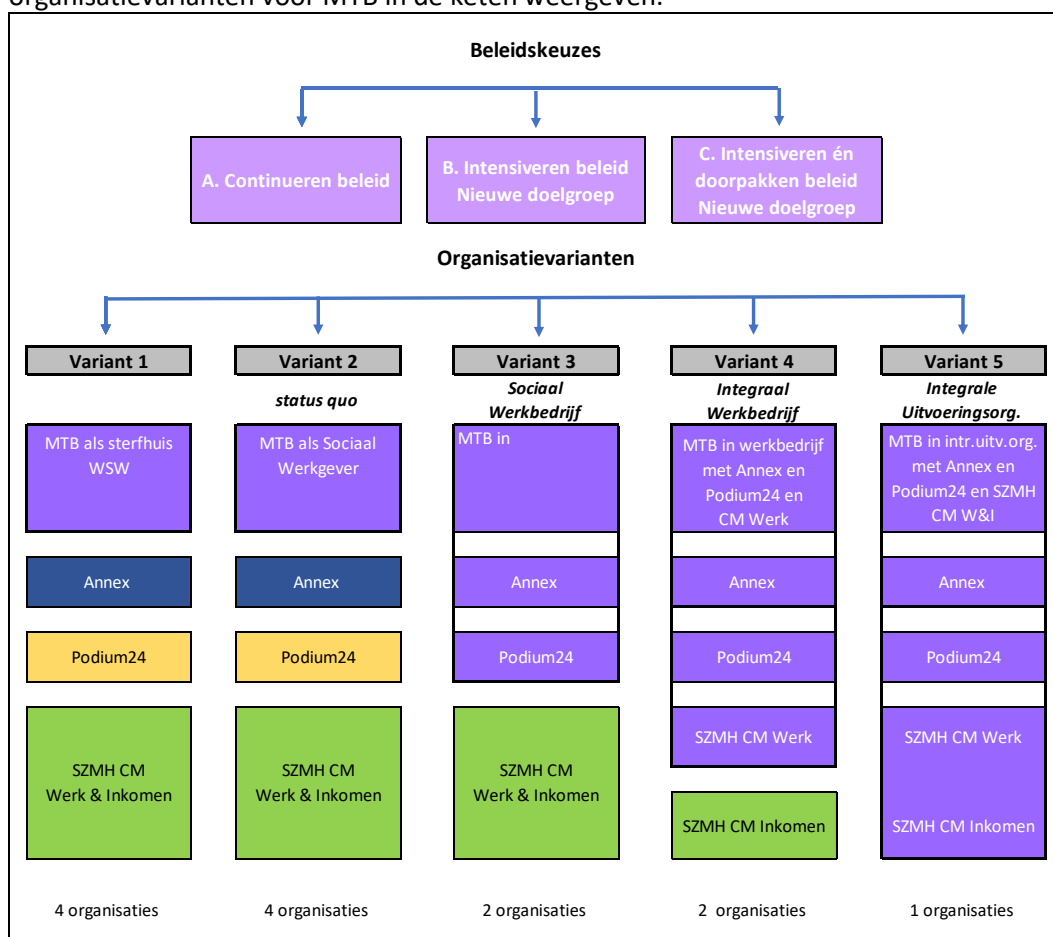 organisatievarianten voor MTB in de keten weergeven.
Beleidskeuzes
A. Continueren beleid
B. Intensiveren beleid
Nieuwe doelgroep
C. Intensiveren én
doorpakken beleid
Nieuwe doelgroep
Organisatievarianten
Variant 1
MTB als sterfhuis
WSW
Annex
Podium24
SZMH CM
Werk & Inkomen
4 organisaties
Variant 2
status quo
MTB als Sociaal
Werkgever
Annex
Podium24
SZMH CM
Werk & Inkomen
4 organisaties
Variant 3
Sociaal
Werkbedrijf
MTB in
Annex
Podium24
SZMH CM
Werk & Inkomen
2 organisaties
Variant 4
Integraal
Werkbedrijf
MTB in werkbedrijf
met Annex en
Podium24 en
CM Werk
Annex
Podium24
SZMH CM Werk
SZMH CM Inkomen
2 organisaties
Variant 5
Integrale
Uitvoeringsorg.
MTB in intr.uitv.org.
met Annex en
Podium24 en SZMH
CM W&I
Annex
Podium24
SZMH CM Werk
SZMH CM Inkomen
1 organisaties